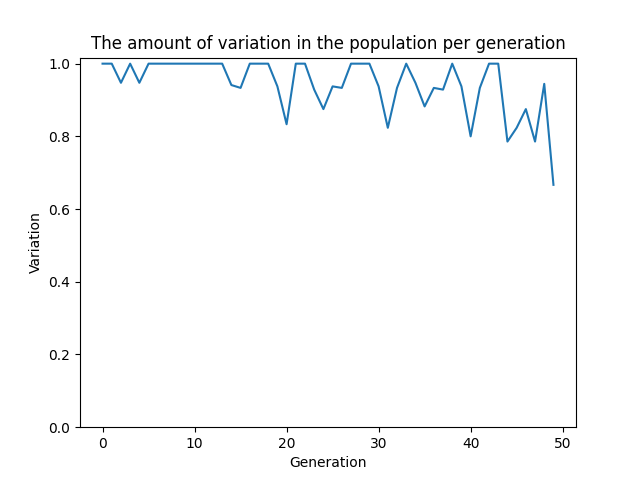 The amount of variation in the population per generation
1.0
0.8
0.6
0.4
0.2
0.0
Variation
0 10 20 30 40 50
Generation